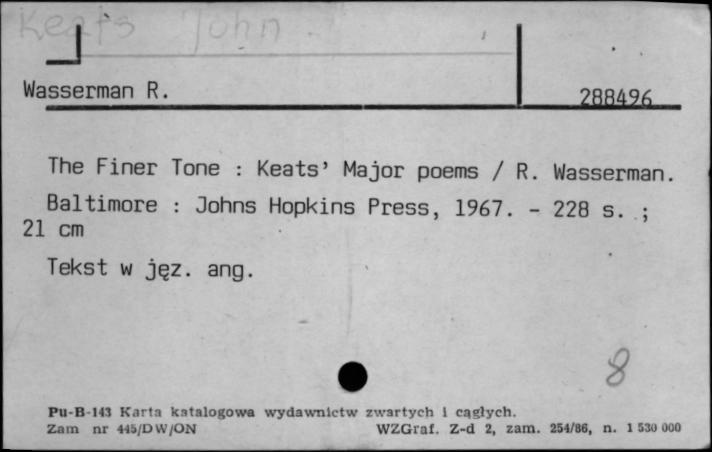 Keats John
Wasserman R. 288496
The Finer Tone : Keats’ Major poems / R. Wasserman.
Baltimore : Johns Hopkins Press, 1967. – 228 s. ;
21 cm
Tekst w jęz. ang.
8
Pu-B-143 Karta katalogowa wydawnictw zwartych i cągłych.
Zam nr 445/DW/ON WZGraf. Z-d 2, zam. 254/86, n. 1 530 000